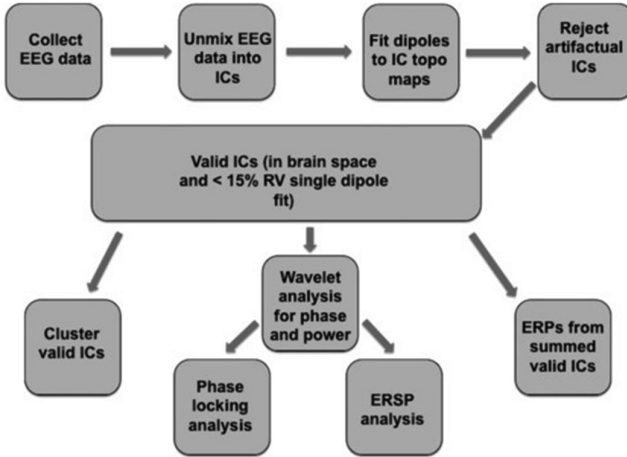 Collect
EEG data
Unmix EEG
data into
ICs
Fit dipoles
to IC topo
maps
Reject
artifactual
ICs
Valid ICs (in brain space
and < 15% RV single dipole
fit)
Cluster
valid ICs
Wavelet
analysis
for phase
and power
ERPs from
summed
valid ICs
Phase
locking
analysis
ERSP
analysis